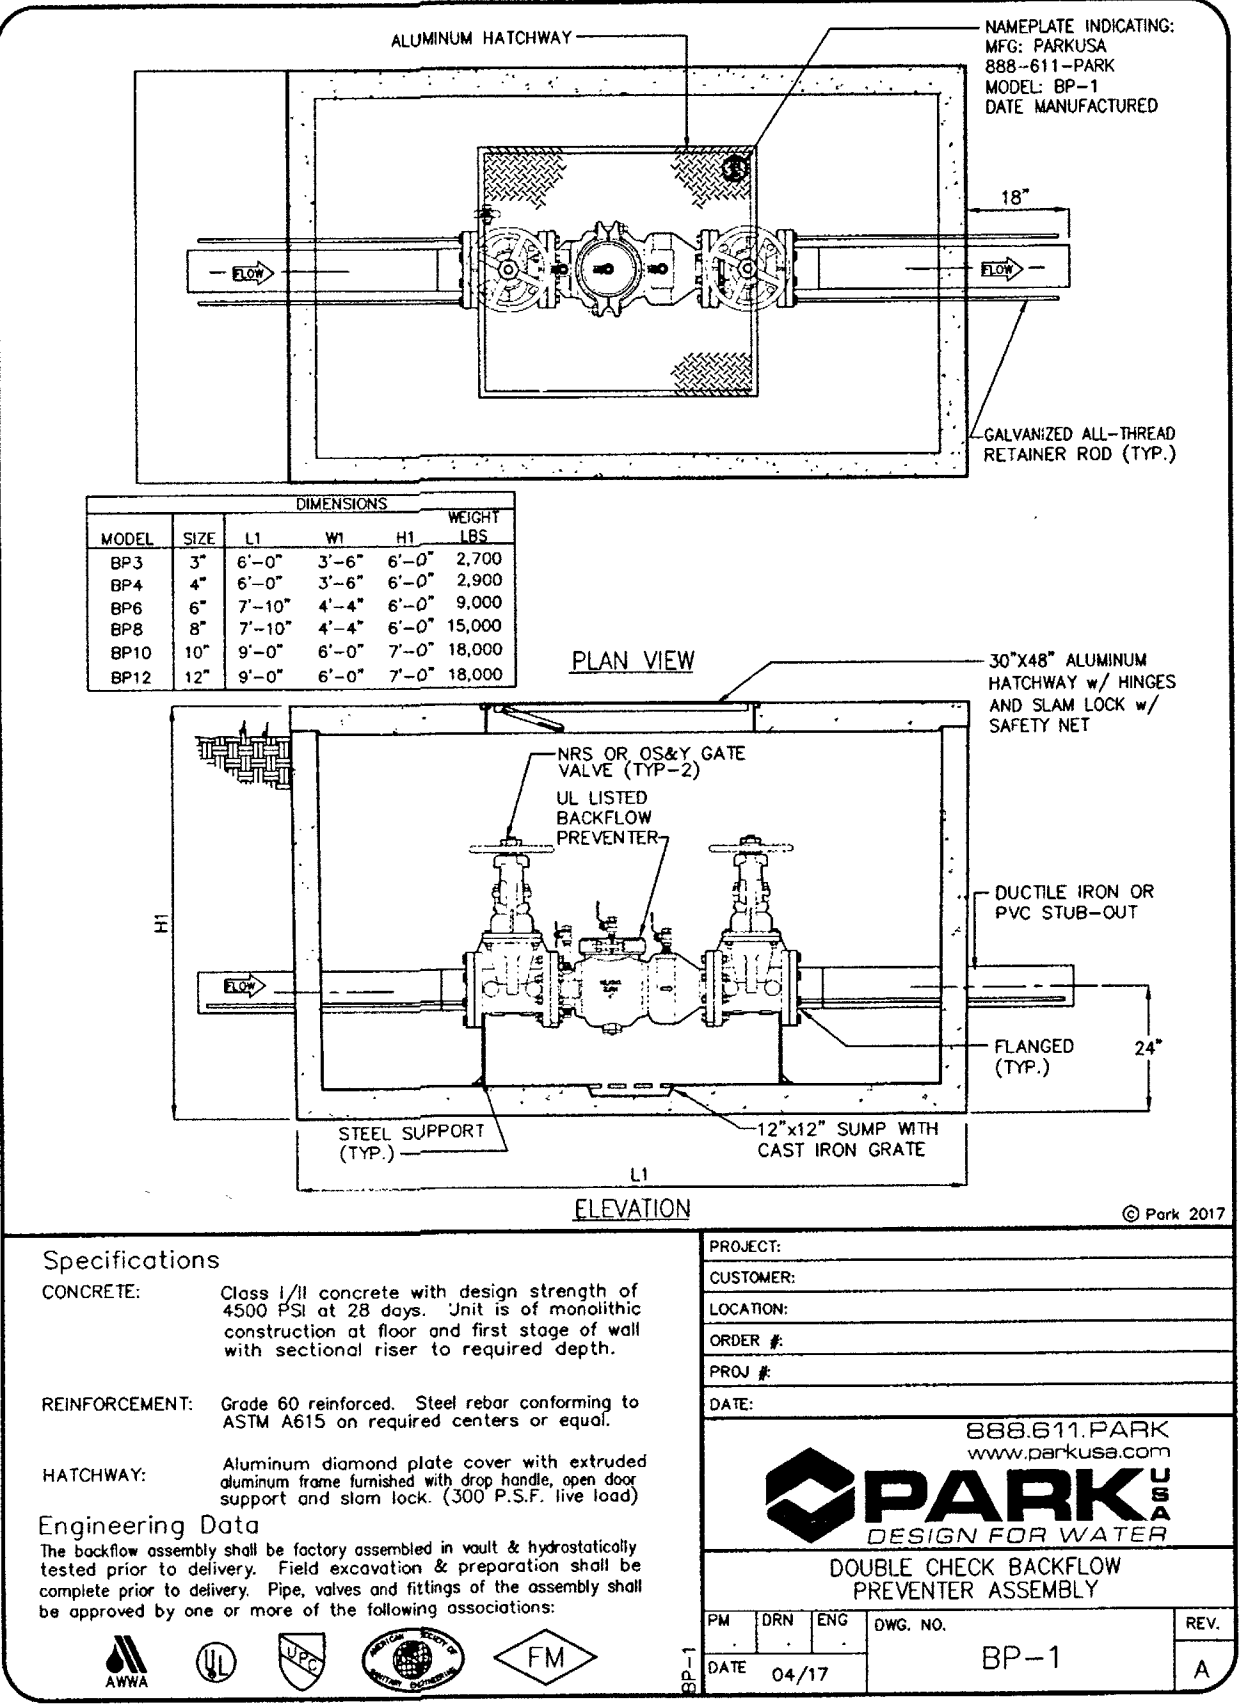 ALUMINUM HATCHWAY
NAMEPLATE INDICATING:
MFG: PARKUSA
888-611-PARK
MODEL: BP-1
DATE MANUFACTURED
18"
FLOW
FLOW
GALVANIZED ALL-THREAD
RETAINER ROD (TYP.)
DIMENSIONS
MODEL SIZE L1 W1 H1 WEIGHT LBS
BP3 3" 6'-0" 3'-6" 6'-0" 2,700
BP4 4" 6'-0" 3'-6" 6'-0" 2,900
BP6 6" 7'-10" 4'-4" 6'-0" 9,000
BP8 8" 7'-10" 4'-4" 6'-0" 15,000
BP10 10" 9'-0" 6'-0" 7'-0" 18,000
BP12 12" 9'-0" 6'-0" 7'-0" 18,000
PLAN VIEW
30"X48" ALUMINUM
HATCHWAY w/ HINGES
AND SLAM LOCK w/
SAFETY NET
NRS OR OS&Y GATE
VALVE (TYP-2)
UL LISTED
BACKFLOW
PREVENTER
H1
DUCTILE IRON OR
PVC STUB-OUT
FLOW
FLANGED
(TYP.)
24"
STEEL SUPPORT
(TYP.)
12"x12" SUMP WITH
CAST IRON GRATE
L1
ELEVATION
© Park 2017
Specifications
CONCRETE: Class I/II concrete with design strength of
4500 PSI at 28 days. Unit is of monolithic
construction at floor and first stage of wall
with sectional riser to required depth.
REINFORCEMENT: Grade 60 reinforced. Steel rebar conforming to
ASTM A615 on required centers or equal.
HATCHWAY: Aluminum diamond plate cover with extruded
aluminum frame furnished with drop handle, open door
support and slam lock. (300 P.S.F. live load)
Engineering Data
The backflow assembly shall be factory assembled in vault & hydrostatically
tested prior to delivery. Field excavation & preparation shall be
complete prior to delivery. Pipe, valves and fittings of the assembly shall
be approved by one or more of the following associations:
AWWA
UL
UPC
AMERICAN SOCIETY OF
SANITARY ENGINEERING
FM
PROJECT:
CUSTOMER:
LOCATION:
ORDER #:
PROJ #:
DATE:
888.611.PARK
www.parkusa.com
PARK USA
DESIGN FOR WATER
DOUBLE CHECK BACKFLOW
PREVENTER ASSEMBLY
BP-1
PM DRN ENG
DATE 04/17
DWG. NO.
BP-1
REV.
A